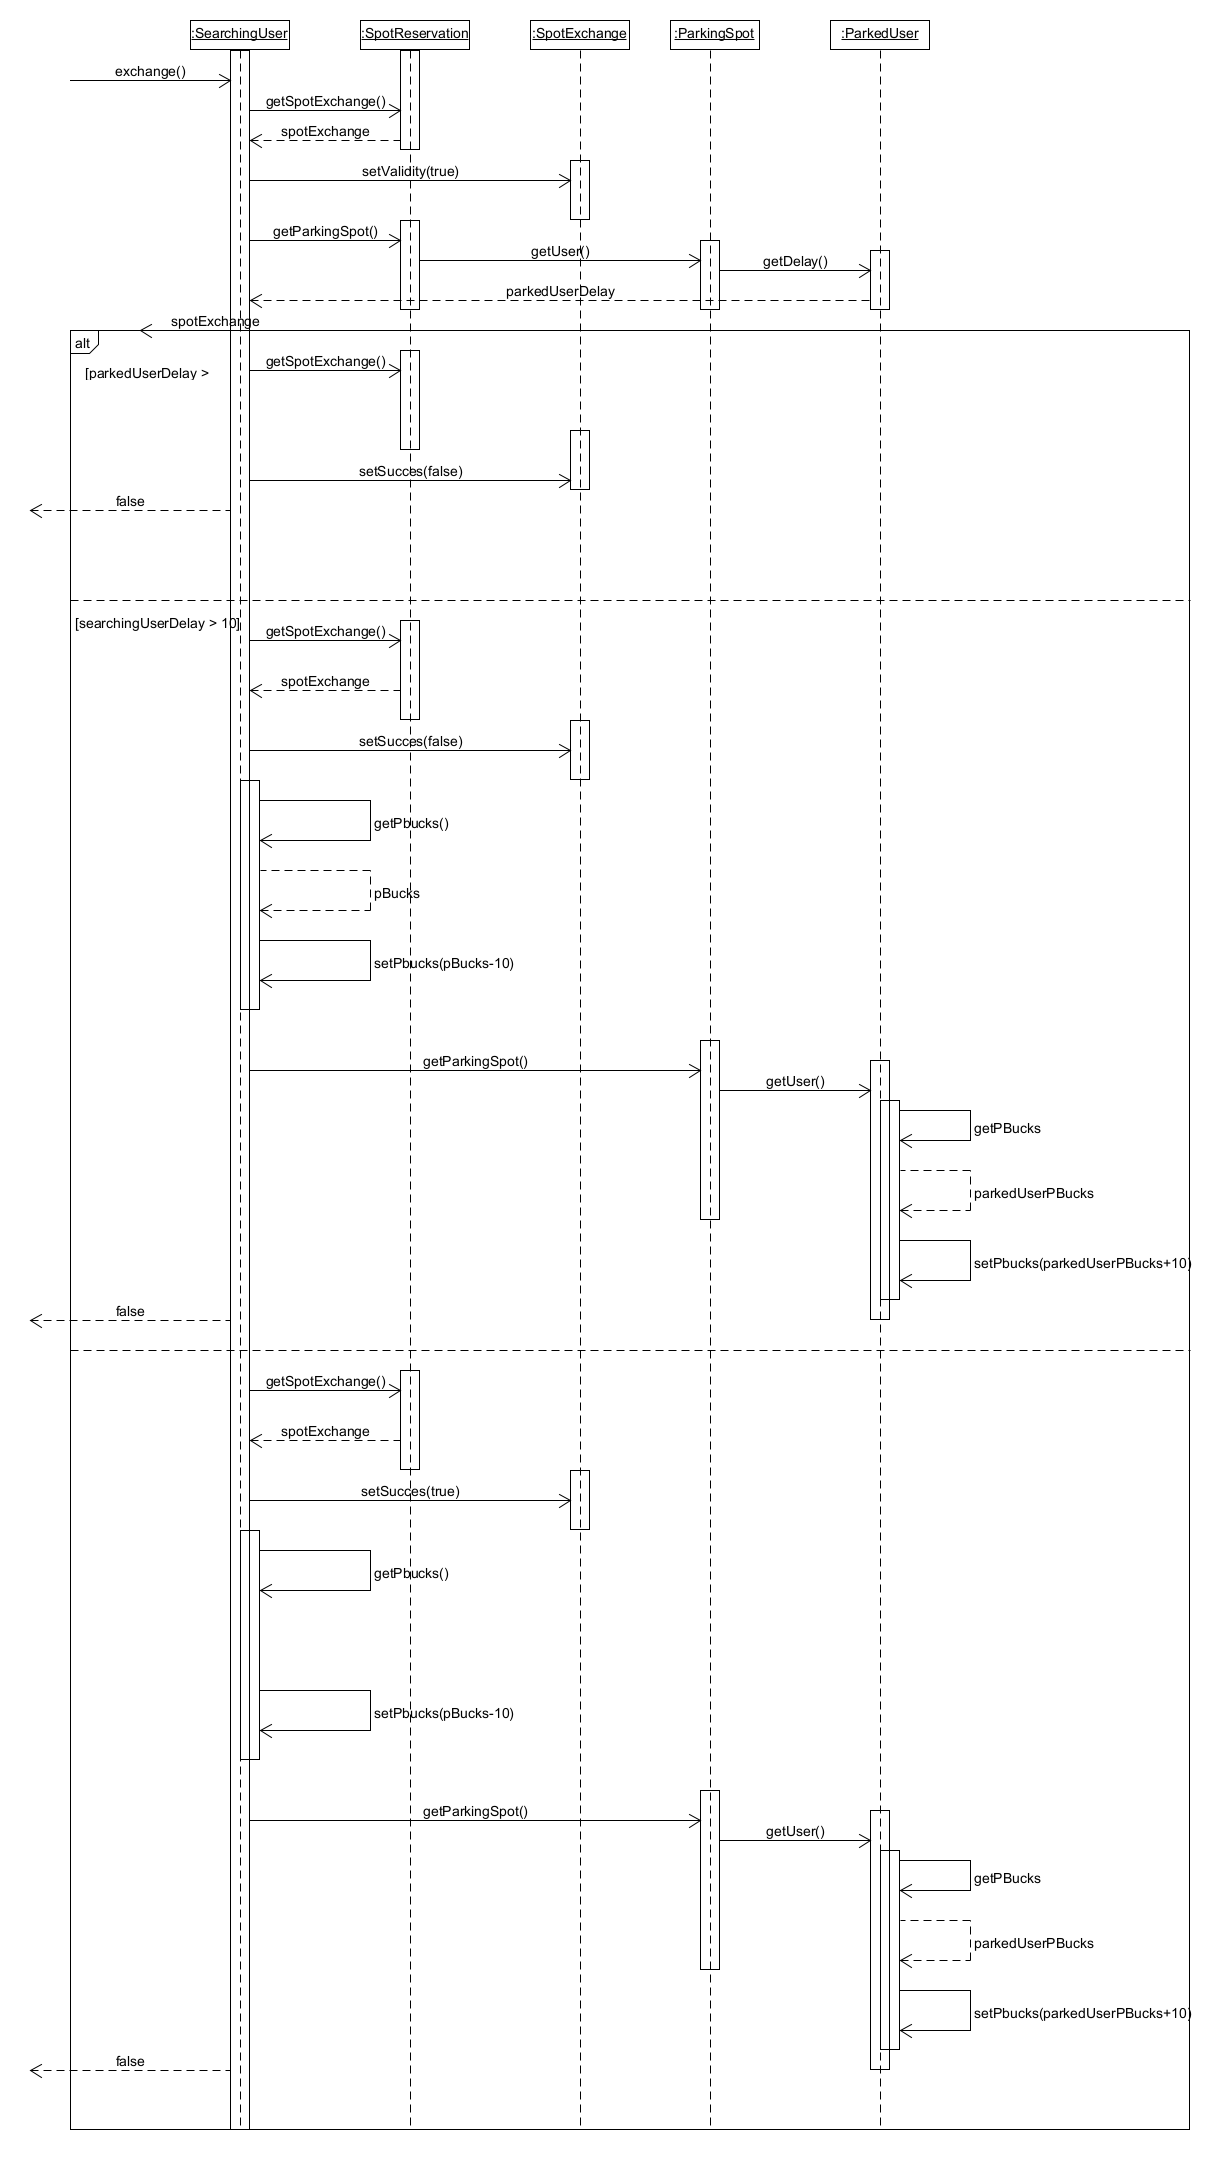 :SearchingUser
:SpotReservation
:SpotExchange
:ParkingSpot
:ParkedUser
exchange()
getSpotExchange()
spotExchange
setValidity(true)
getParkingSpot()
getUser()
getDelay()
parkedUserDelay
spotExchange
alt
[parkedUserDelay >
getSpotExchange()
setSucces(false)
false
[searchingUserDelay > 10]
getSpotExchange()
spotExchange
setSucces(false)
getPbucks()
pBucks
setPbucks(pBucks-10)
getParkingSpot()
getUser()
getPBucks
parkedUserPBucks
setPbucks(parkedUserPBucks+10)
false
getSpotExchange()
spotExchange
setSucces(true)
getPbucks()
setPbucks(pBucks-10)
getParkingSpot()
getUser()
getPBucks
parkedUserPBucks
setPbucks(parkedUserPBucks+10)
false